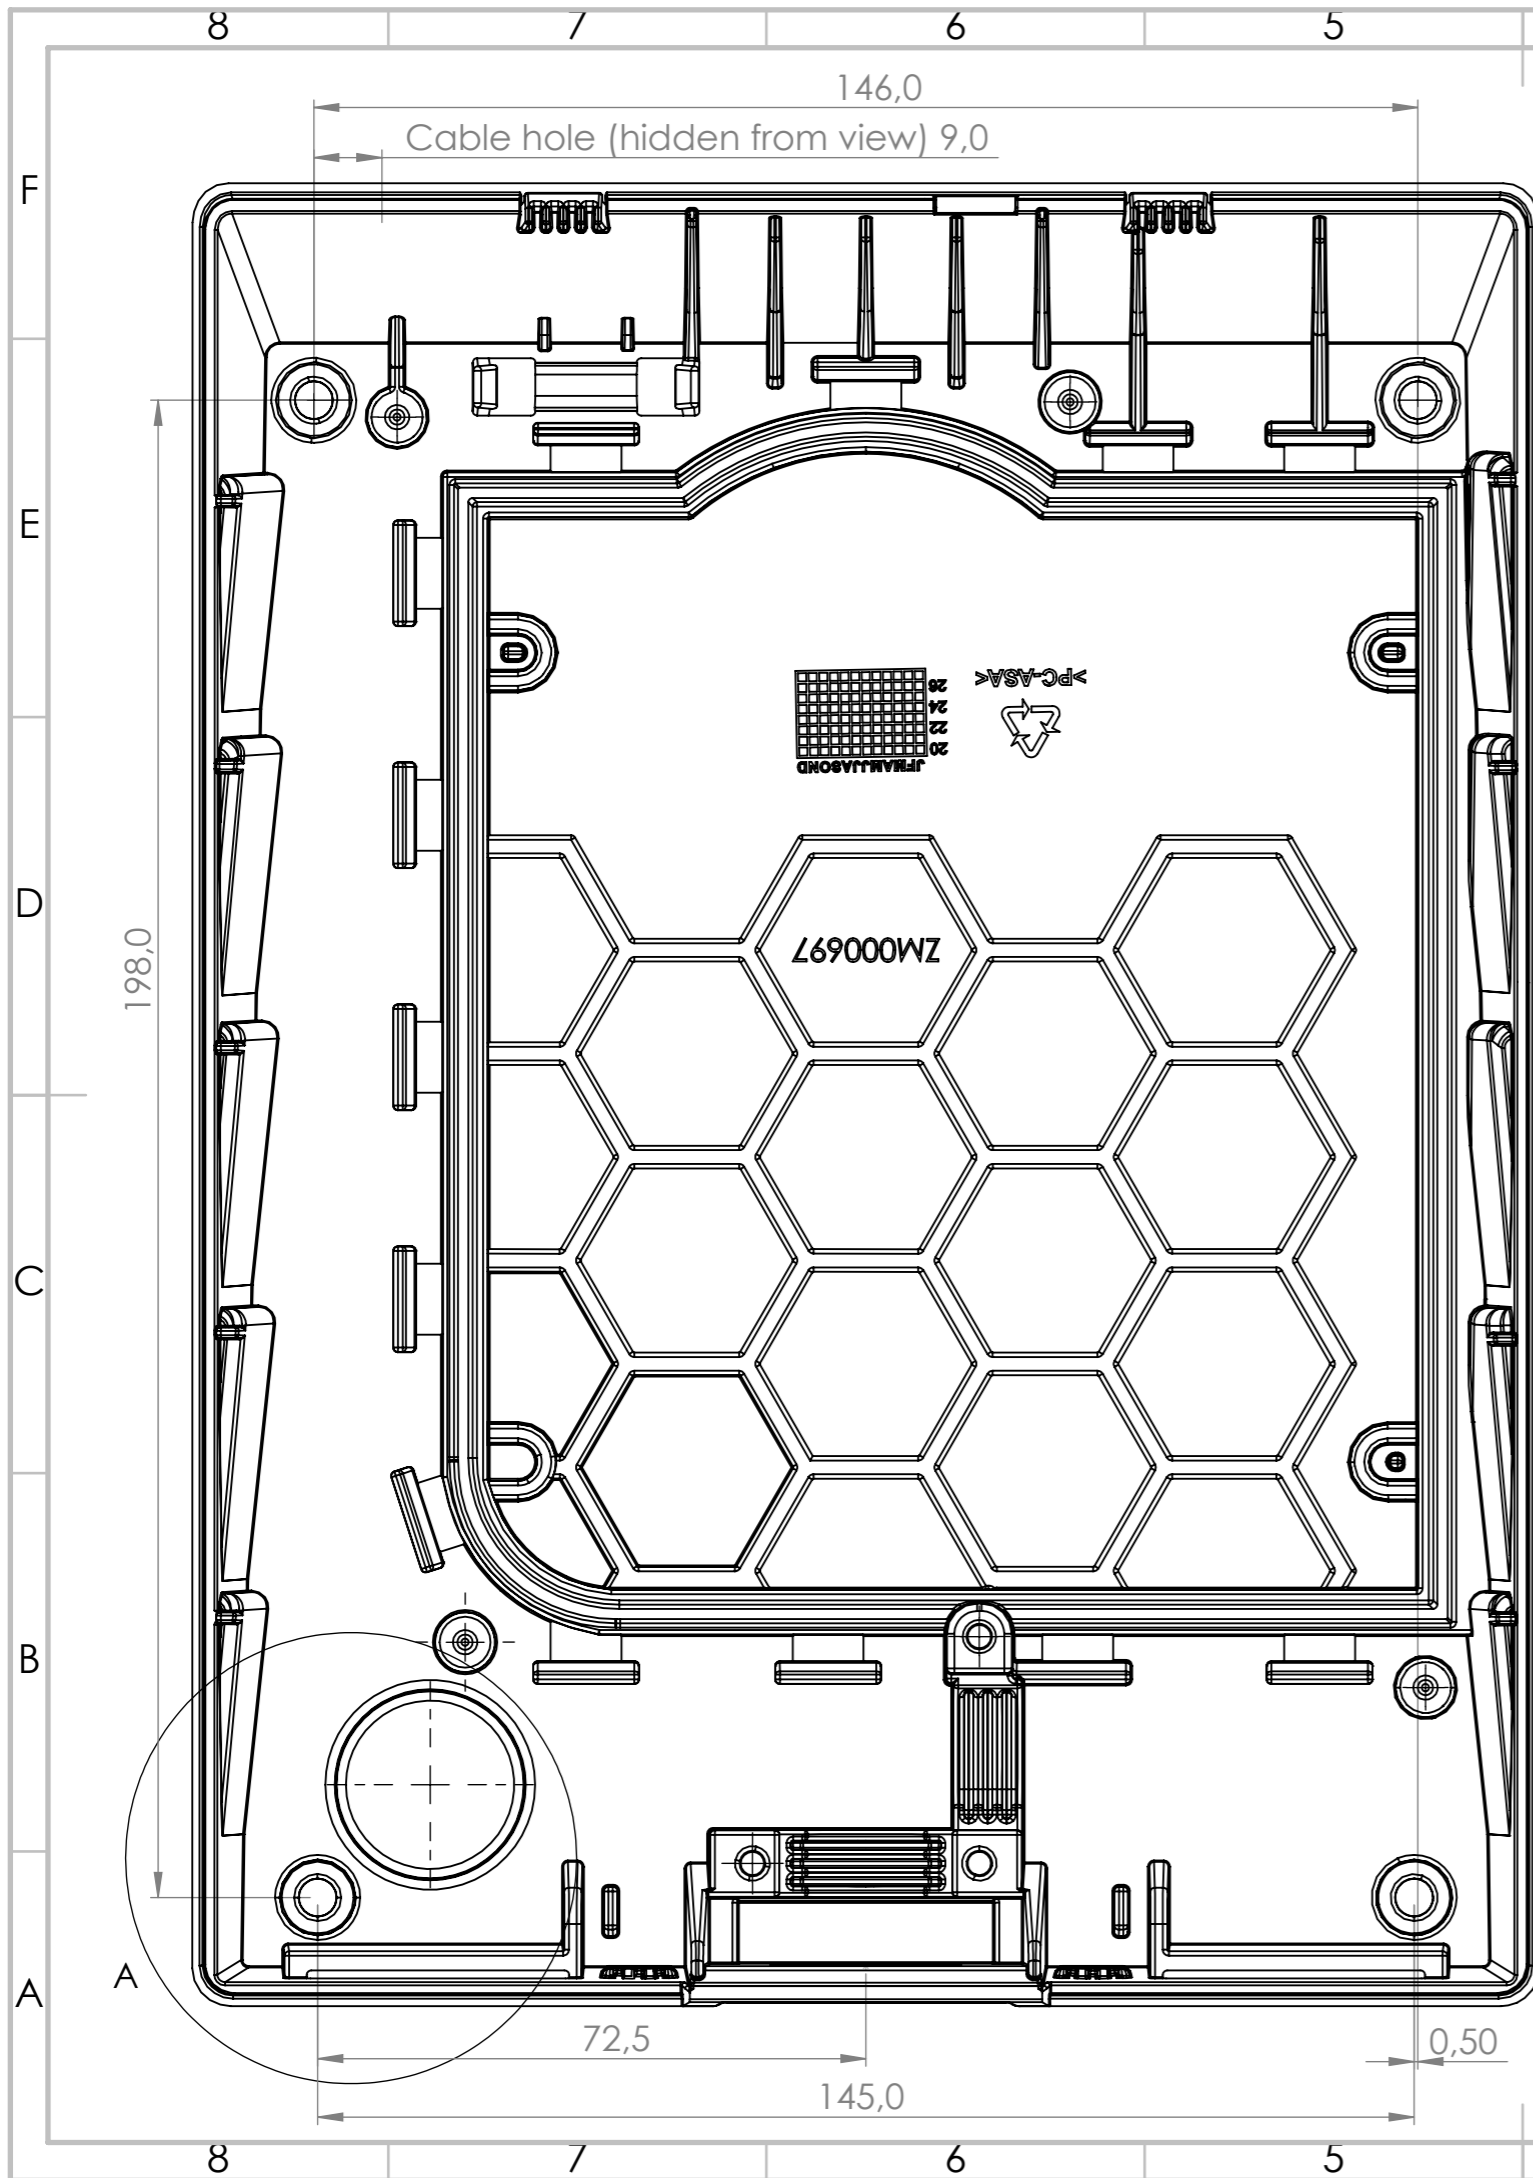 8 7 6 5
146,0
Cable hole (hidden from view) 9,0
F
E
>PC-ASA<
26
24
22
20
JFMAMJJASOND
D
ZM000697
198,0
C
B
A
A
72,5
0,50
145,0
8 7 6 5